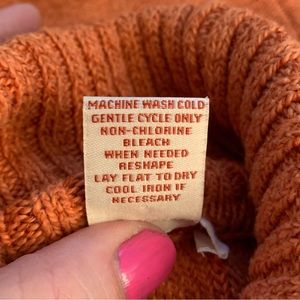 MACHINE WASH COLD
GENTLE CYCLE ONLY
NON-CHLORINE
BLEACH
WHEN NEEDED
RESHAPE
LAY FLAT TO DRY
COOL IRON IF
NECESSARY